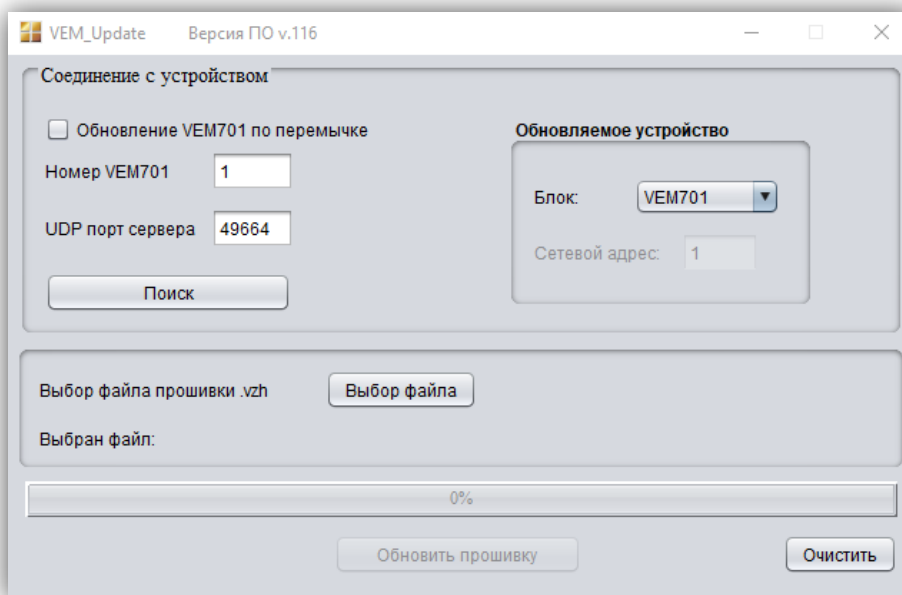 VEM_Update Версия ПО v.116
Соединение с устройством
Обновление VEM701 по перемычке
Номер VEM701 1
UDP порт сервера 49664
Поиск
Обновляемое устройство
Блок: VEM701
Сетевой адрес: 1
Выбор файла прошивки .vzh Выбор файла
Выбран файл:
0%
Обновить прошивку Очистить